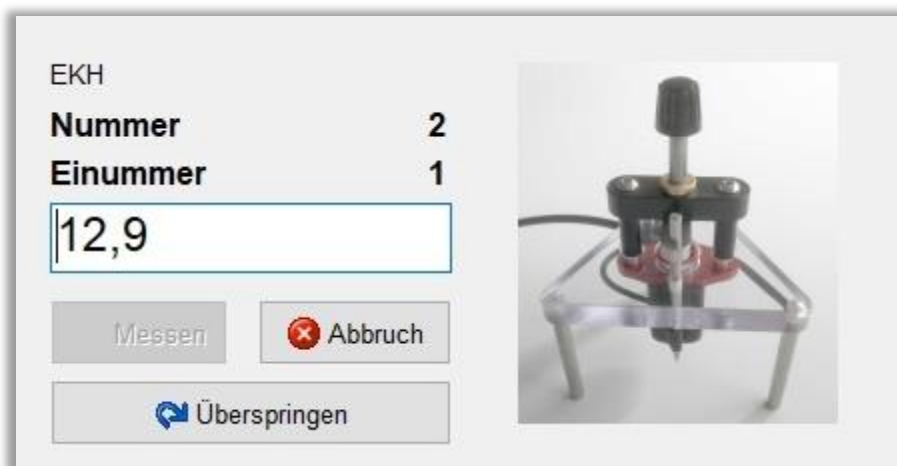 EKH
Nummer 2
Einummer 1
12,9
Messen Abbruch
Überspringen